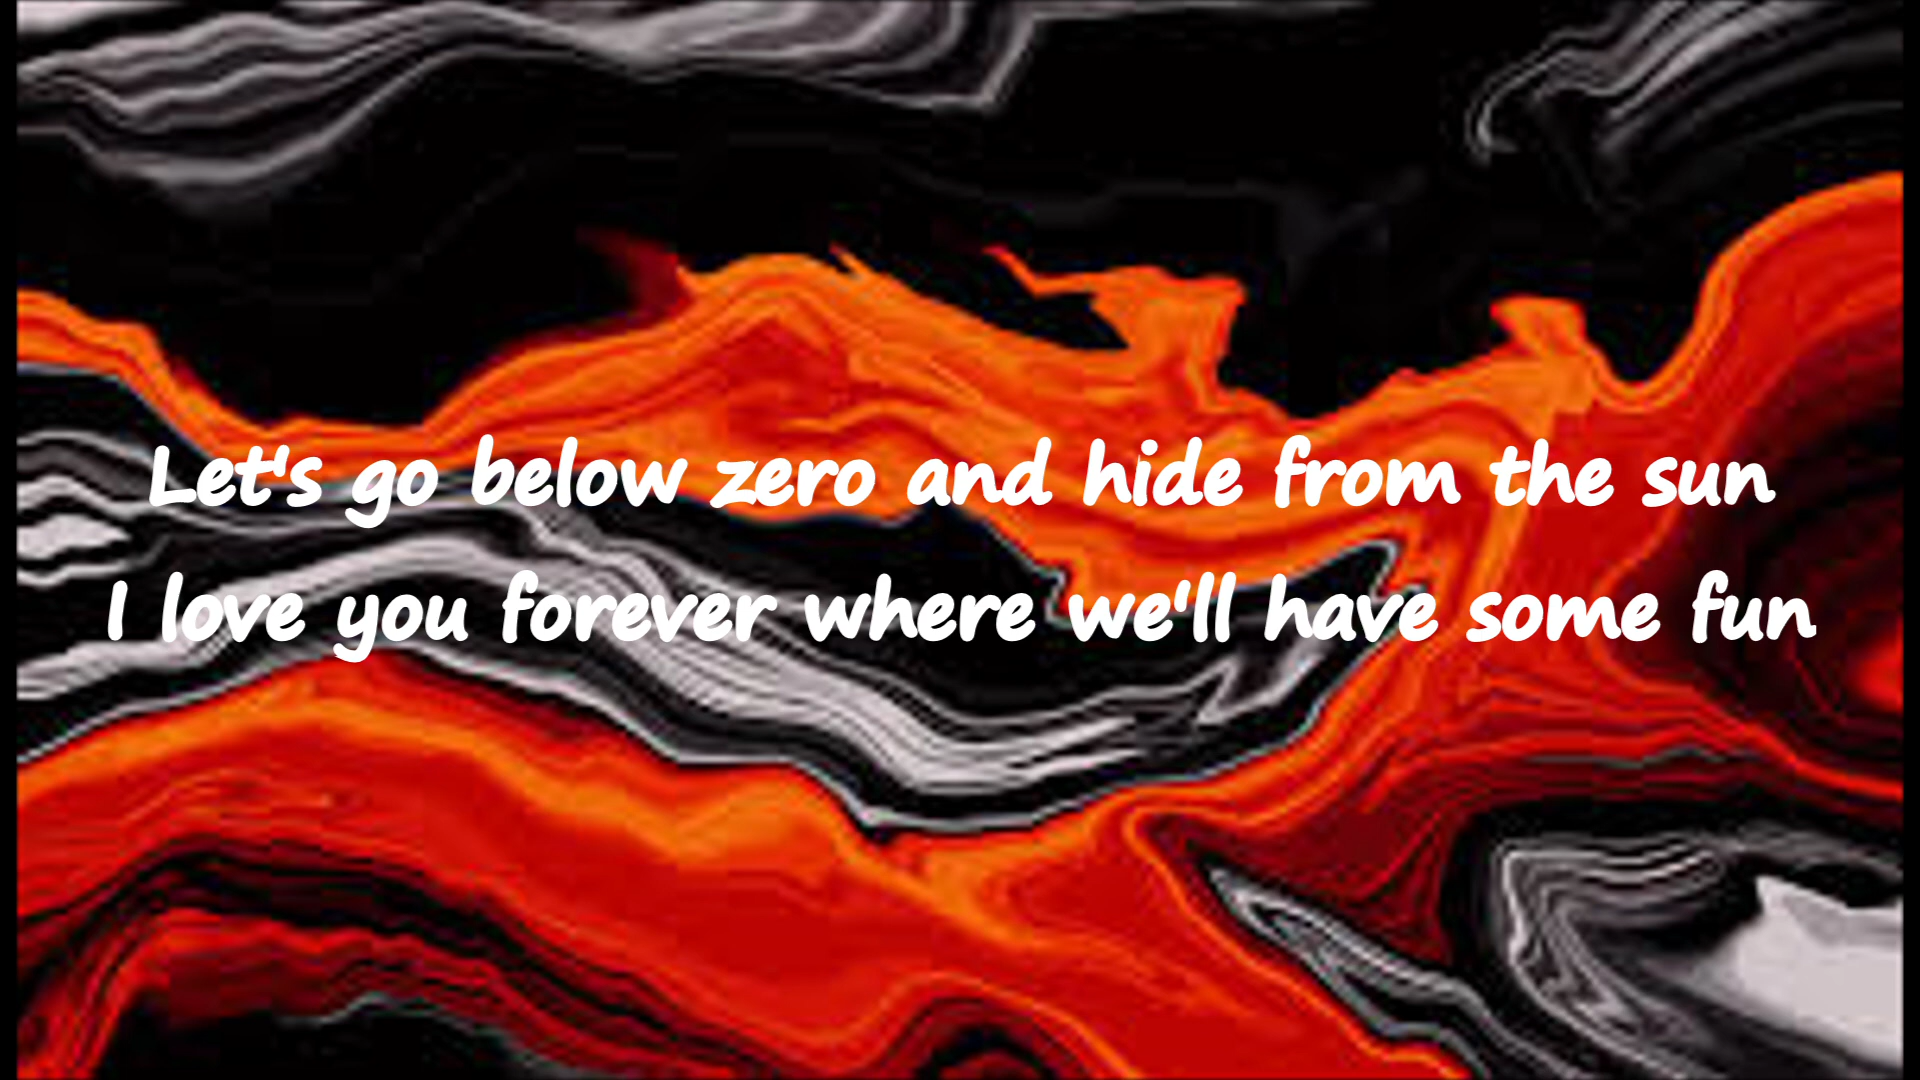 Let's go below zero and hide from the sun
I love you forever where we'll have some fun